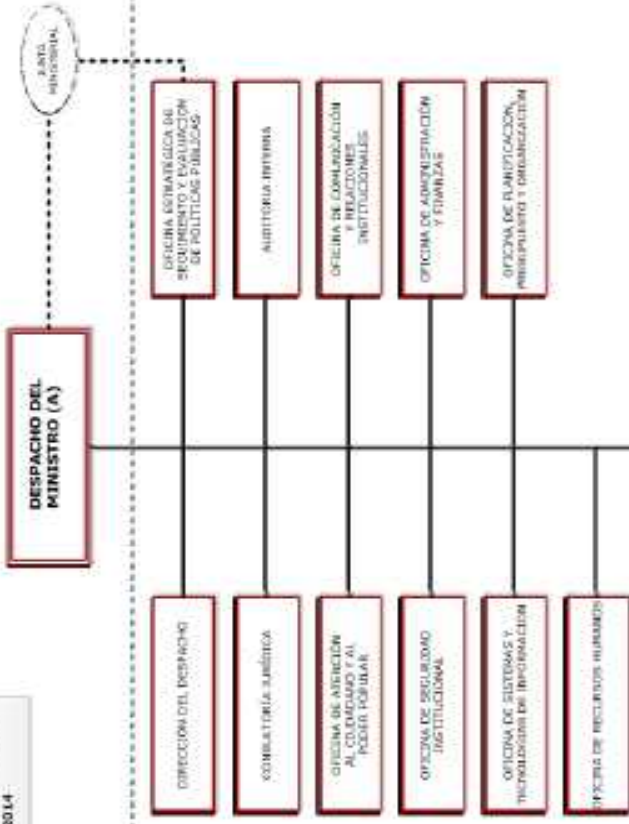 JUNTA
MINISTERIAL
DESPACHO DEL
MINISTRO (A)
DIRECCIÓN DEL DESPACHO
OFICINA ESTRATÉGICA DE
SEGUIMIENTO Y EVALUACIÓN
DE POLÍTICAS PÚBLICAS
CONSULTORÍA JURÍDICA
AUDITORÍA INTERNA
OFICINA DE ATENCIÓN
AL CIUDADANO Y AL
PODER POPULAR
OFICINA DE COMUNICACIÓN
Y RELACIONES
INSTITUCIONALES
OFICINA DE SEGURIDAD
INSTITUCIONAL
OFICINA DE ADMINISTRACIÓN
Y FINANZAS
OFICINA DE SISTEMAS Y
TECNOLOGÍAS DE INFORMACIÓN
OFICINA DE PLANIFICACIÓN,
PRESUPUESTO Y ORGANIZACIÓN
OFICINA DE RECURSOS HUMANOS